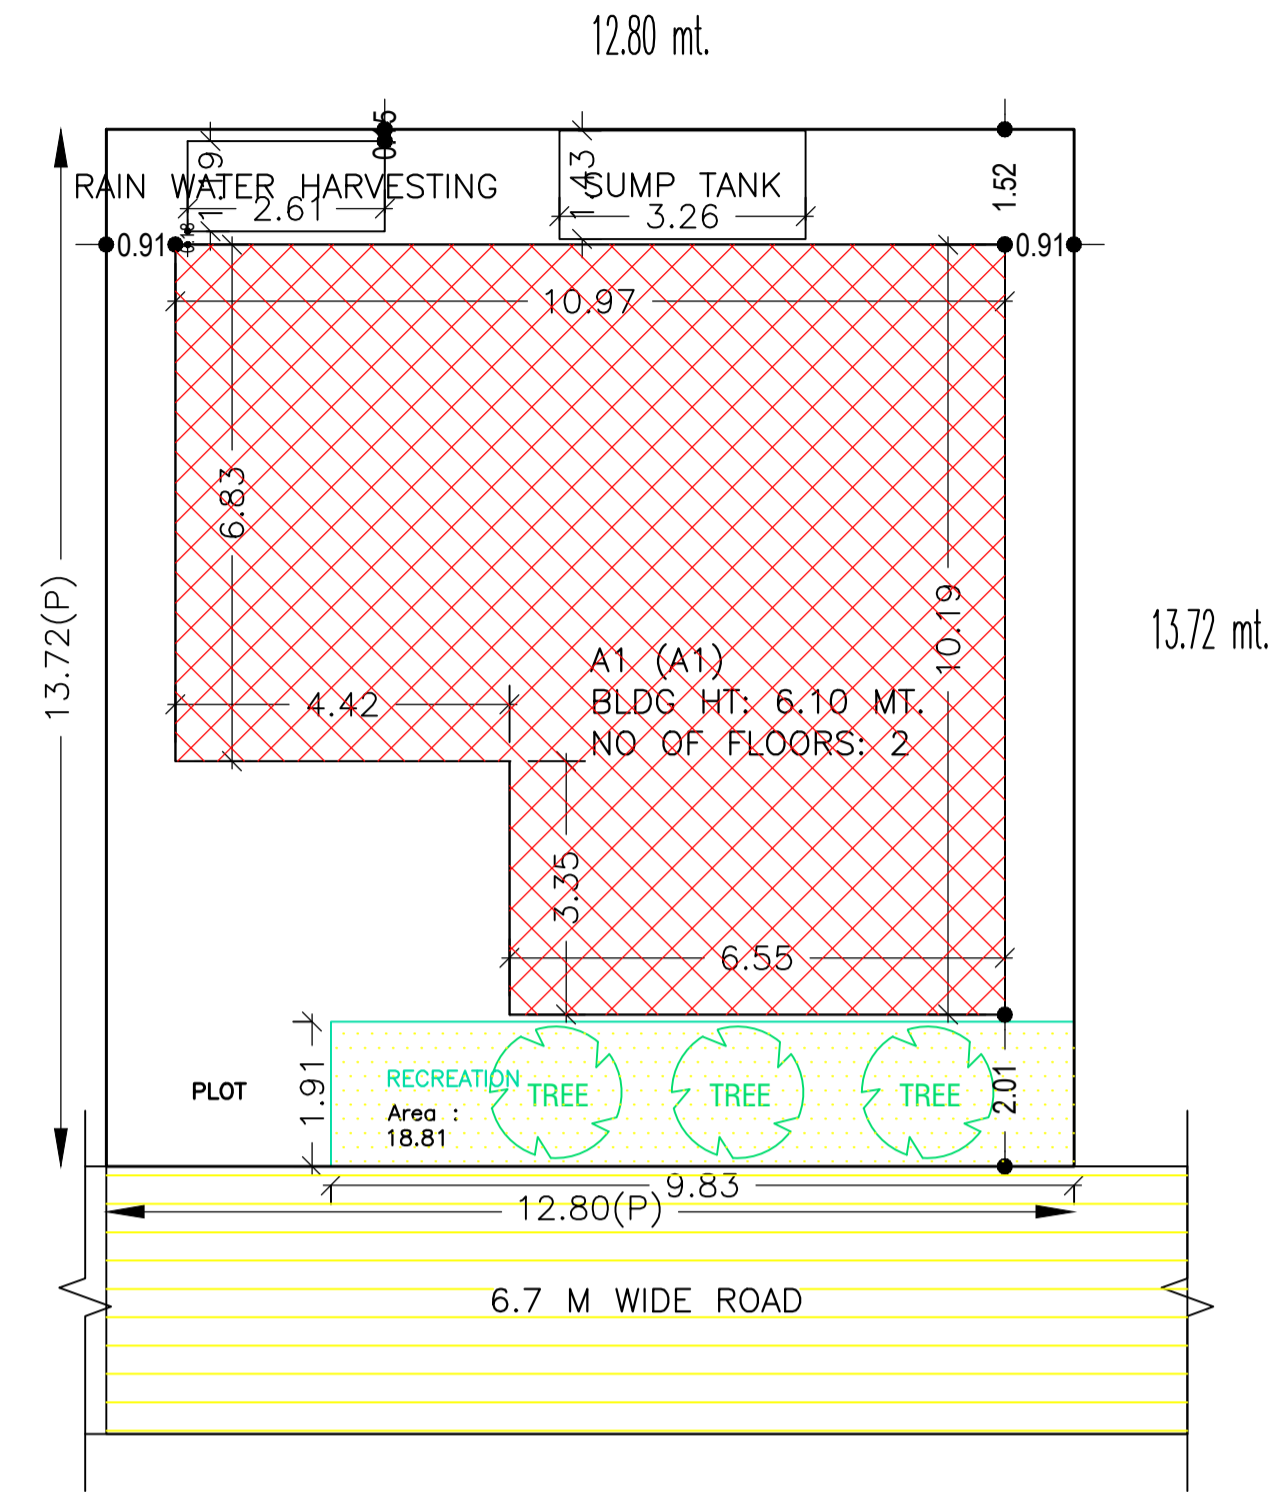 12.80 mt.
1.19
1.43
1.52
RAIN WATER HARVESTING
SUMP TANK
2.61
3.26
0.91
0.91
10.97
6.83
10.19
13.72(P)
13.72 mt.
A1 (A1)
BLDG HT: 6.10 MT.
NO OF FLOORS: 2
4.42
3.35
6.55
PLOT
1.91
RECREATION
Area :
18.81
TREE
TREE
TREE
2.01
9.83
12.80(P)
6.7 M WIDE ROAD